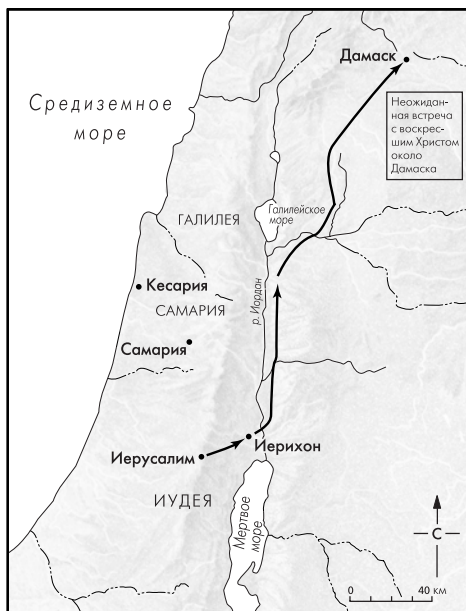 Дамаск
Средиземное
море
Неожидан-
ная встреча
с воскрес-
шим Христом
около
Дамаска
Галилейское
море
ГАЛИЛЕЯ
Кесария
САМАРИЯ
р. Иордан
Самария
Иерихон
Иерусалим
ИУДЕЯ
Мертвое
море
С
0 40 км